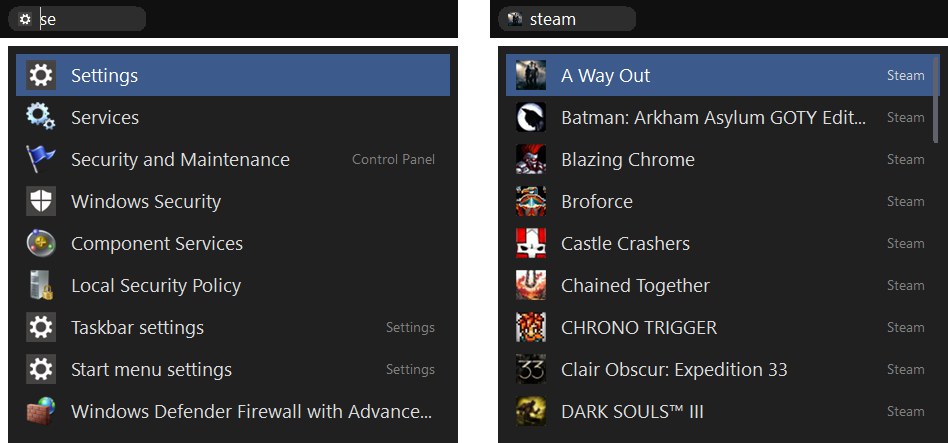 se
Settings
Services
Security and Maintenance Control Panel
Windows Security
Component Services
Local Security Policy
Taskbar settings Settings
Start menu settings Settings
Windows Defender Firewall with Advance...
steam
A Way Out Steam
Batman: Arkham Asylum GOTY Edit... Steam
Blazing Chrome Steam
Broforce Steam
Castle Crashers Steam
Chained Together Steam
CHRONO TRIGGER Steam
Clair Obscur: Expedition 33 Steam
DARK SOULS™ III Steam